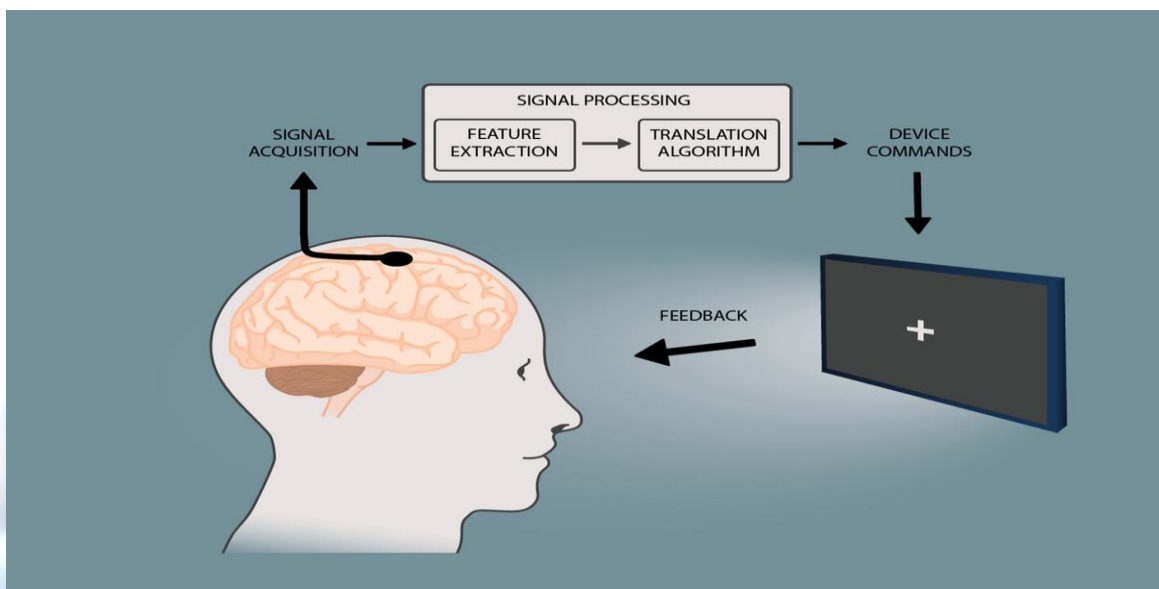 SIGNAL PROCESSING
SIGNAL
ACQUISITION
FEATURE
EXTRACTION
TRANSLATION
ALGORITHM
DEVICE
COMMANDS
FEEDBACK